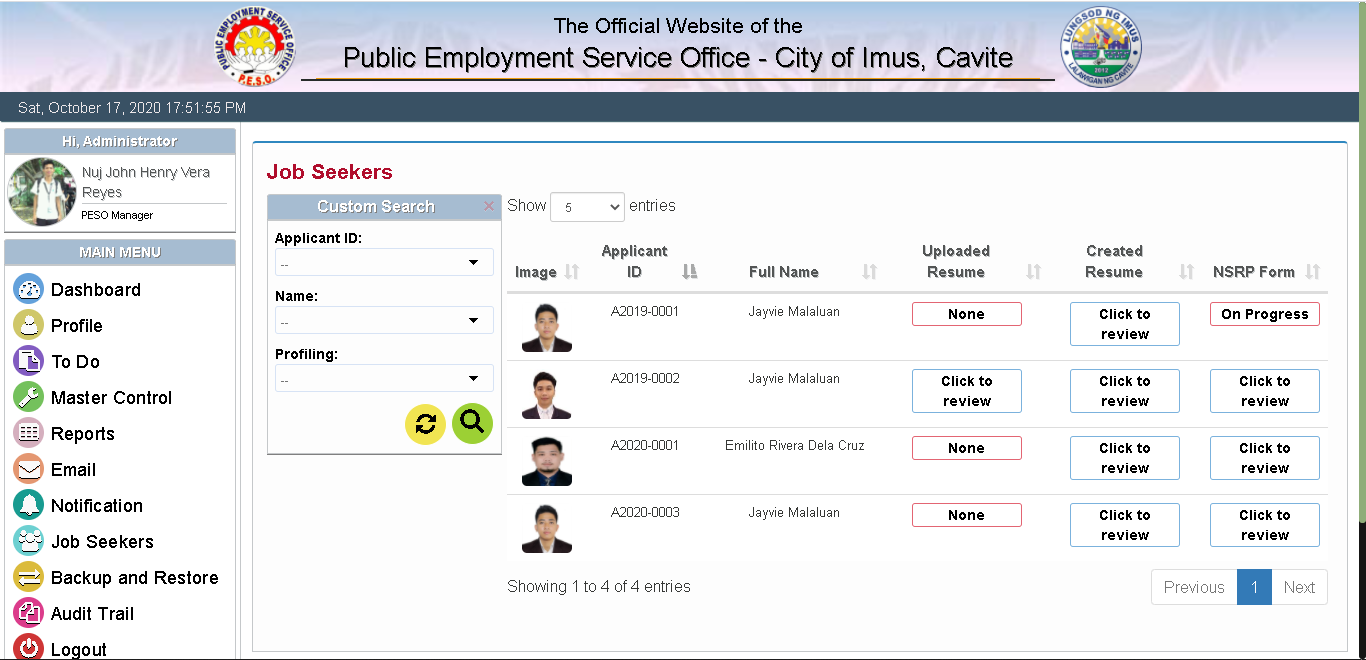 The Official Website of the
Public Employment Service Office - City of Imus, Cavite
PUBLIC EMPLOYMENT SERVICE OFFICE
P.E.S.O.
LUNGSOD NG IMUS
LALAWIGAN NG CAVITE
2012
Sat, October 17, 2020 17:51:55 PM
Hi, Administrator
Nuj John Henry Vera
Reyes
PESO Manager
MAIN MENU
Dashboard
Profile
To Do
Master Control
Reports
Email
Notification
Job Seekers
Backup and Restore
Audit Trail
Logout
Job Seekers
Custom Search ×
Applicant ID:
--
Name:
--
Profiling:
--
Show 5 entries
Image Applicant ID Full Name Uploaded Resume Created Resume NSRP Form
A2019-0001 Jayvie Malaluan None Click to review On Progress
A2019-0002 Jayvie Malaluan Click to review Click to review Click to review
A2020-0001 Emilito Rivera Dela Cruz None Click to review Click to review
A2020-0003 Jayvie Malaluan None Click to review Click to review
Showing 1 to 4 of 4 entries
Previous 1 Next